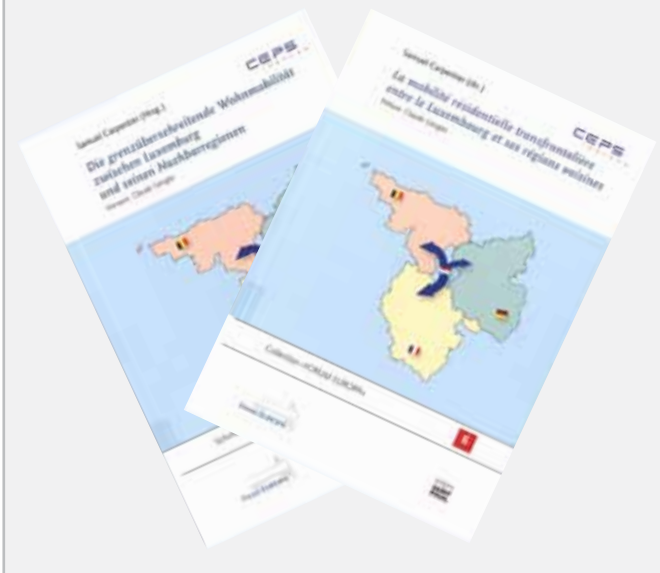 CEPS
Samuel Carpentier (Hrsg.)
Die grenzüberschreitende Wohnmobilität
zwischen Luxemburg
und seinen Nachbarregionen
Vorwort: Claude Gengler
Samuel Carpentier (dir.)
CEPS
La mobilité résidentielle transfrontalière
entre le Luxembourg et ses régions voisines
Préface: Claude Gengler
Collection «FORUM EUROPA»
6